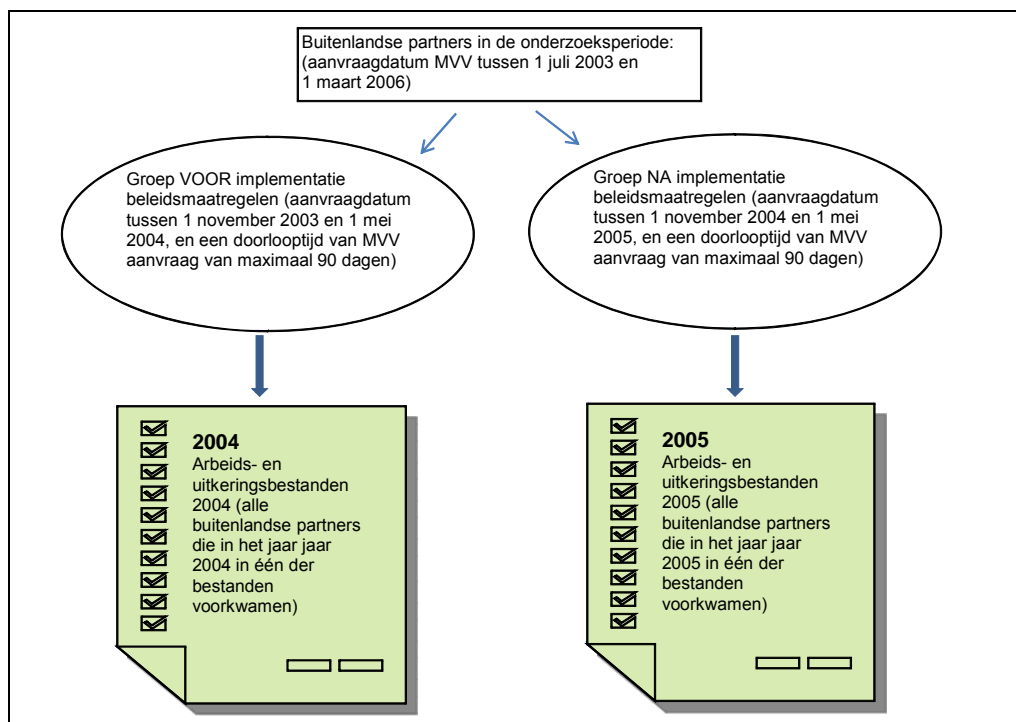 Buitenlandse partners in de onderzoeksperiode:
(aanvraagdatum MVV tussen 1 juli 2003 en
1 maart 2006)
Groep VOOR implementatie
beleidsmaatregelen (aanvraagdatum
tussen 1 november 2003 en 1 mei
2004, en een doorlooptijd van MVV
aanvraag van maximaal 90 dagen)
Groep NA implementatie
beleidsmaatregelen (aanvraagdatum
tussen 1 november 2004 en 1 mei
2005, en een doorlooptijd van MVV
aanvraag van maximaal 90 dagen)
2004
Arbeids- en
uitkeringsbestanden
2004 (alle
buitenlandse partners
die in het jaar jaar
2004 in één der
bestanden
voorkwamen)
2005
Arbeids- en
uitkeringsbestanden
2005 (alle
buitenlandse partners
die in het jaar jaar
2005 in één der
bestanden
voorkwamen)